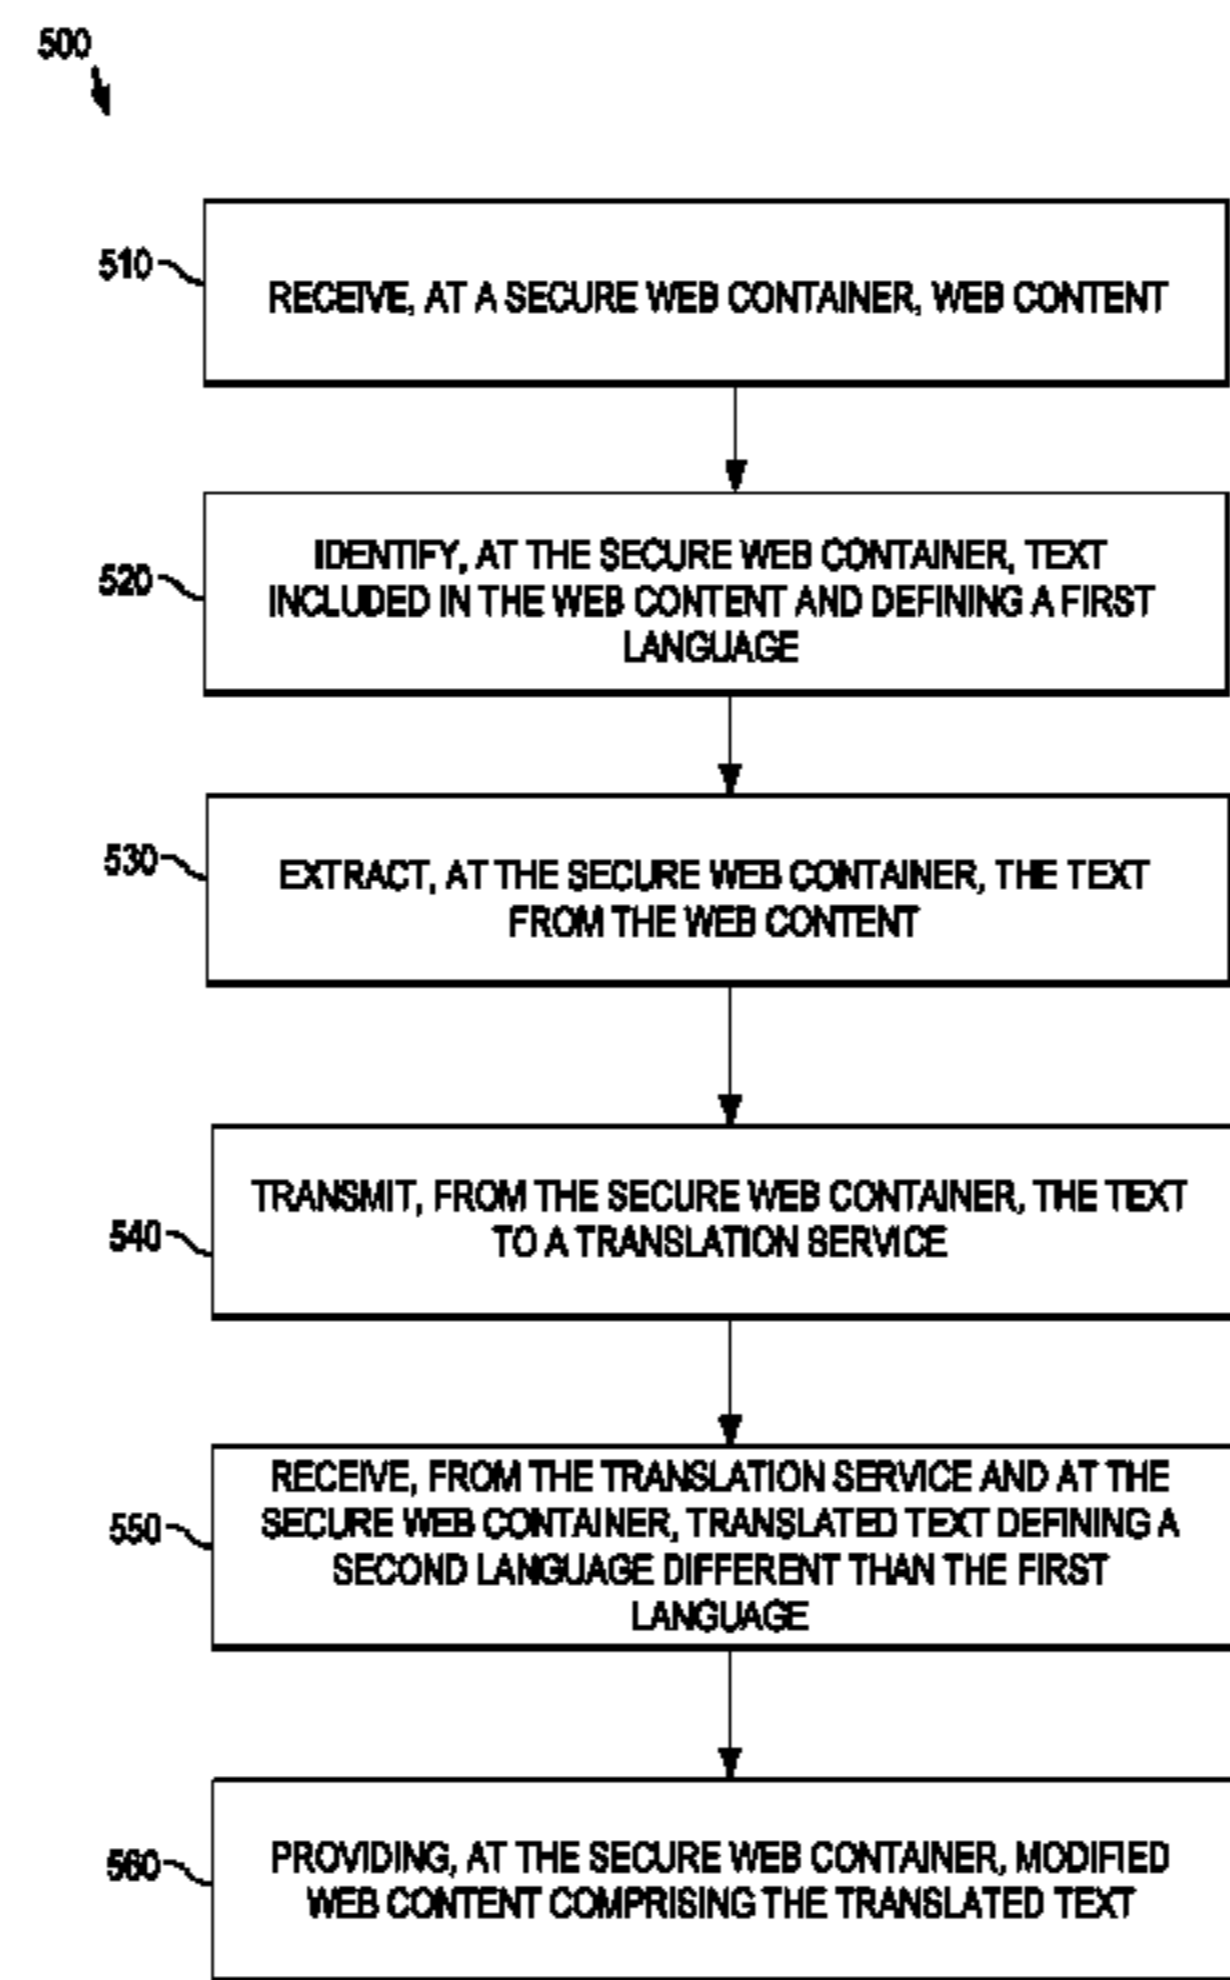 500
510
RECEIVE, AT A SECURE WEB CONTAINER, WEB CONTENT
520
IDENTIFY, AT THE SECURE WEB CONTAINER, TEXT
INCLUDED IN THE WEB CONTENT AND DEFINING A FIRST
LANGUAGE
530
EXTRACT, AT THE SECURE WEB CONTAINER, THE TEXT
FROM THE WEB CONTENT
540
TRANSMIT, FROM THE SECURE WEB CONTAINER, THE TEXT
TO A TRANSLATION SERVICE
550
RECEIVE, FROM THE TRANSLATION SERVICE AND AT THE
SECURE WEB CONTAINER, TRANSLATED TEXT DEFINING A
SECOND LANGUAGE DIFFERENT THAN THE FIRST
LANGUAGE
560
PROVIDING, AT THE SECURE WEB CONTAINER, MODIFIED
WEB CONTENT COMPRISING THE TRANSLATED TEXT